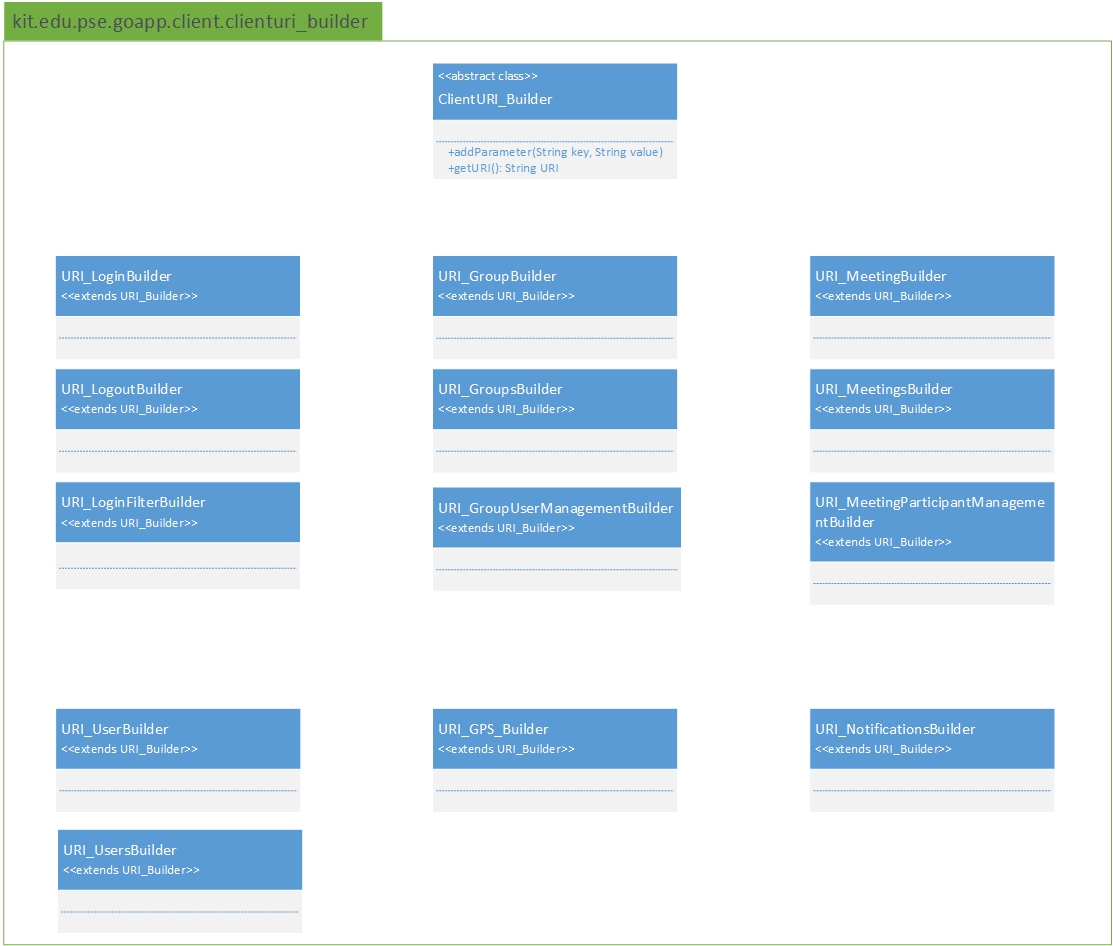 kit.edu.pse.goapp.client.clienturi_builder
<<abstract class>>
ClientURI_Builder
+addParameter(String key, String value)
+getURI(): String URI
URI_LoginBuilder
<<extends URI_Builder>>
URI_GroupBuilder
<<extends URI_Builder>>
URI_MeetingBuilder
<<extends URI_Builder>>
URI_LogoutBuilder
<<extends URI_Builder>>
URI_GroupsBuilder
<<extends URI_Builder>>
URI_MeetingsBuilder
<<extends URI_Builder>>
URI_LoginFilterBuilder
<<extends URI_Builder>>
URI_GroupUserManagementBuilder
<<extends URI_Builder>>
URI_MeetingParticipantManageme
ntBuilder
<<extends URI_Builder>>
URI_UserBuilder
<<extends URI_Builder>>
URI_GPS_Builder
<<extends URI_Builder>>
URI_NotificationsBuilder
<<extends URI_Builder>>
URI_UsersBuilder
<<extends URI_Builder>>